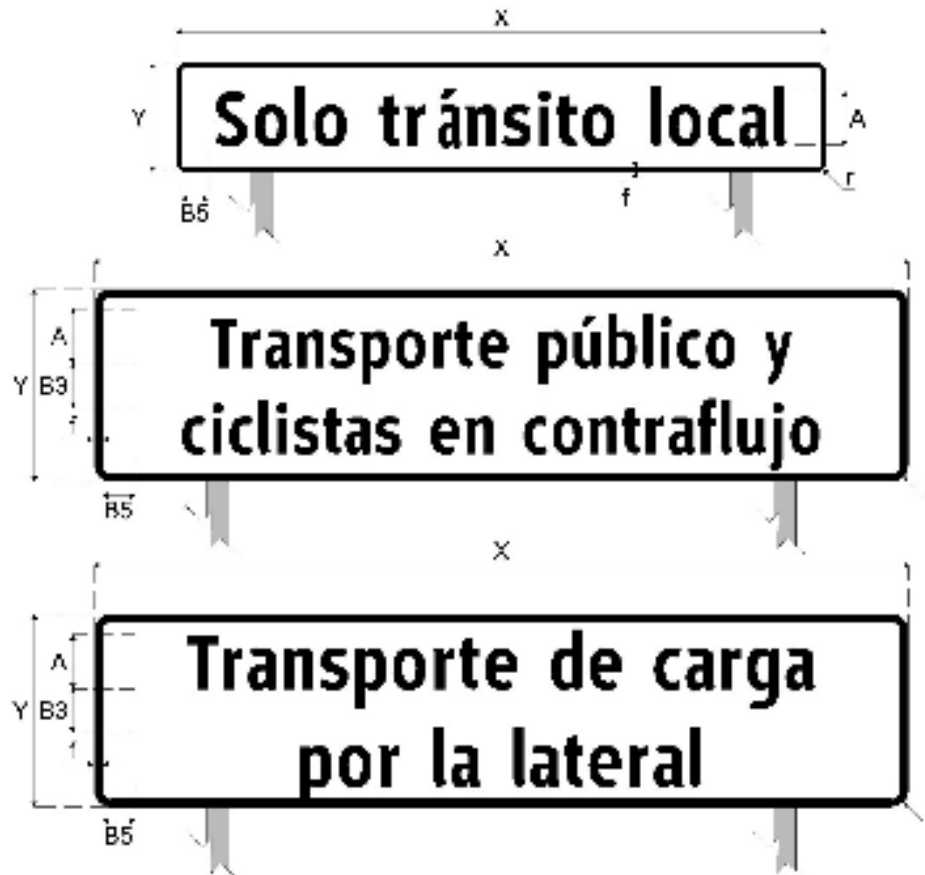 X
Y
Solo tránsito local
A
f
r
B5
X
A
Y B3
f
Transporte público y
ciclistas en contraflujo
B5
X
A
Y B3
f
Transporte de carga
por la lateral
B5